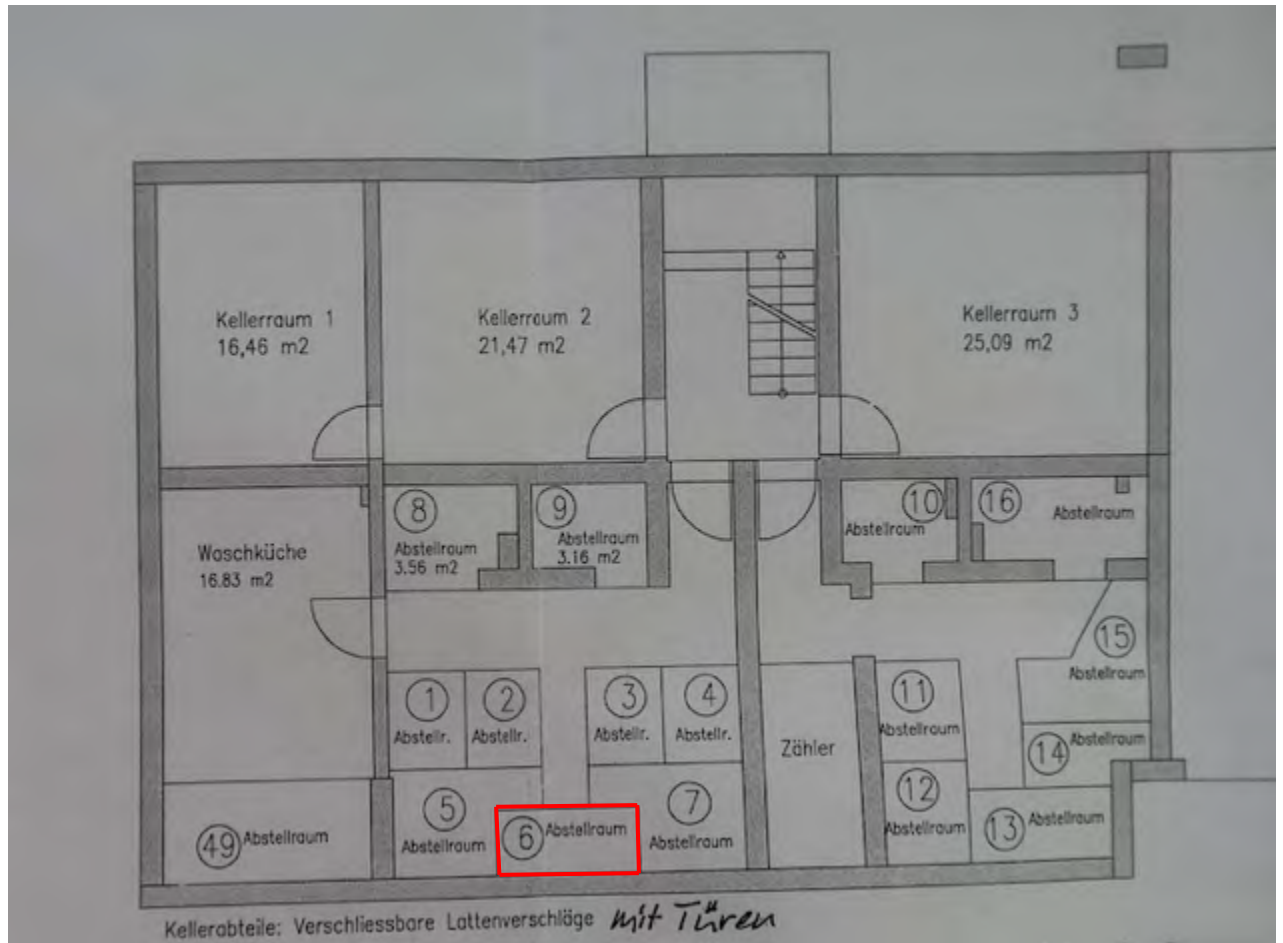 Kellerraum 1
16,46 m2
Kellerraum 2
21,47 m2
Kellerraum 3
25,09 m2
Waschküche
16.83 m2
8
Abstellraum
3.56 m2
9
Abstellraum
3.16 m2
10
Abstellraum
16
Abstellraum
1
Abstellr.
2
Abstellr.
3
Abstellr.
4
Abstellr.
5
Abstellraum
6 Abstellraum
7
Abstellraum
49 Abstellraum
Zähler
11
Abstellraum
12
Abstellraum
13 Abstellraum
14 Abstellraum
15
Abstellraum
Kellerabteile: Verschliessbare Lattenverschläge mit Türen